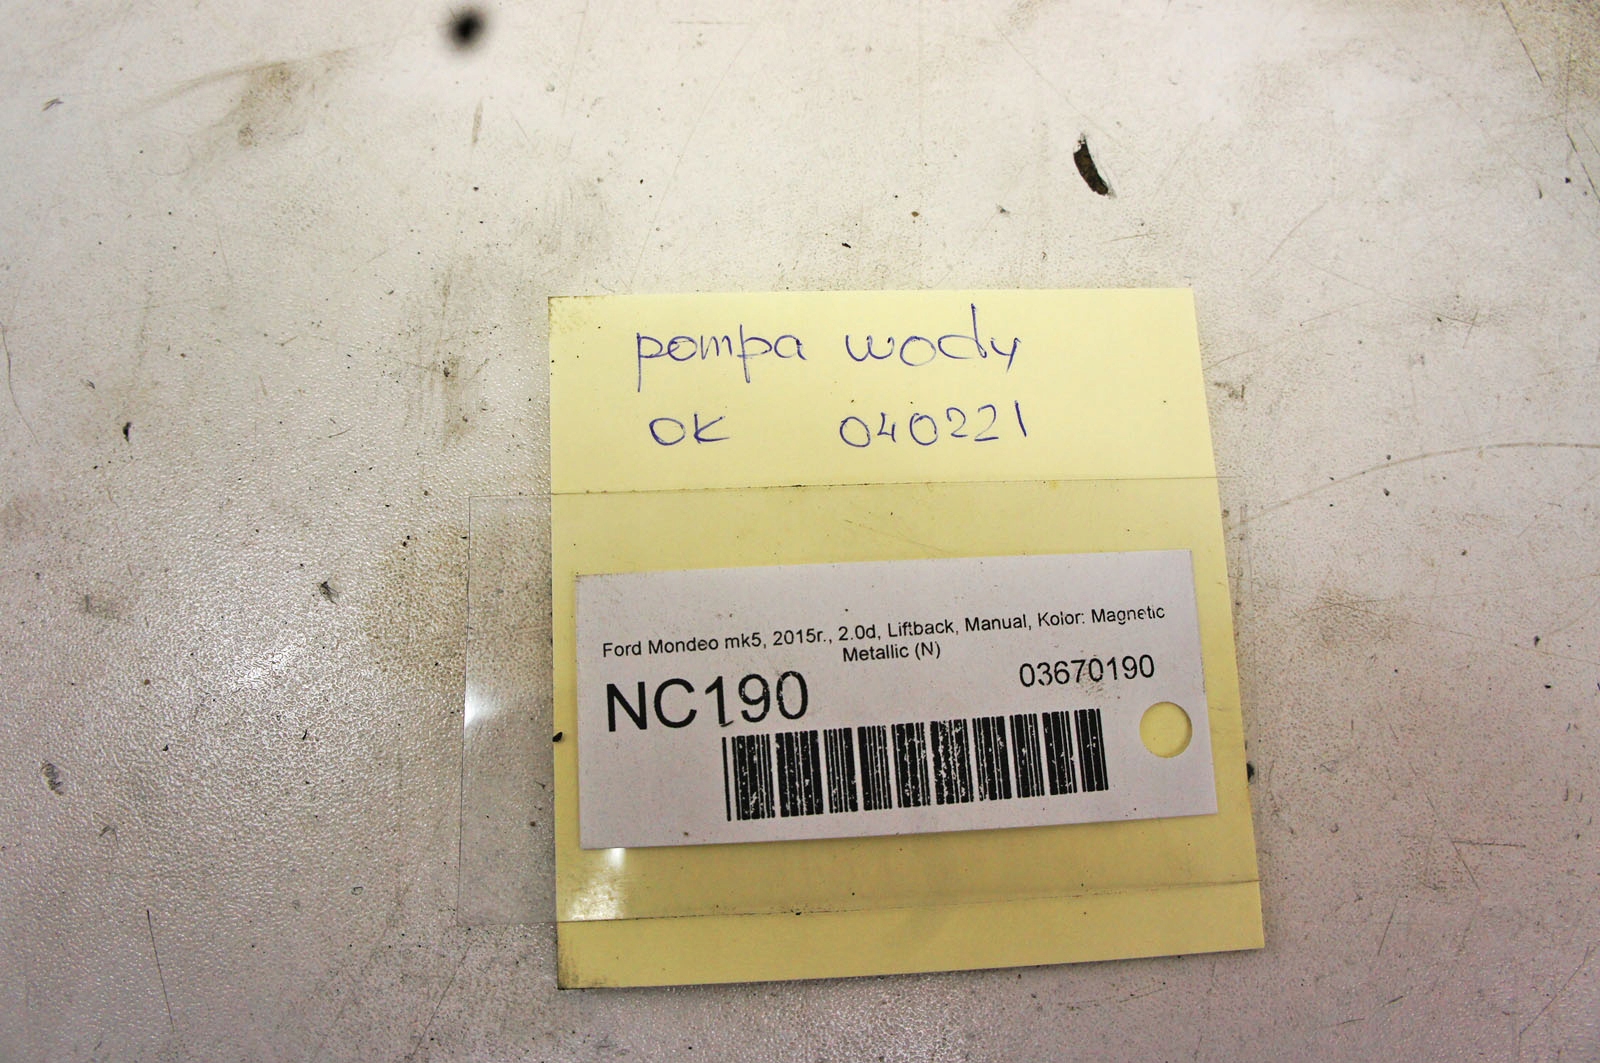 pompa wody
OK 040221
Ford Mondeo mk5, 2015r., 2.0d, Liftback, Manual, Kolor: Magnetic
Metallic (N)
NC190 03670190